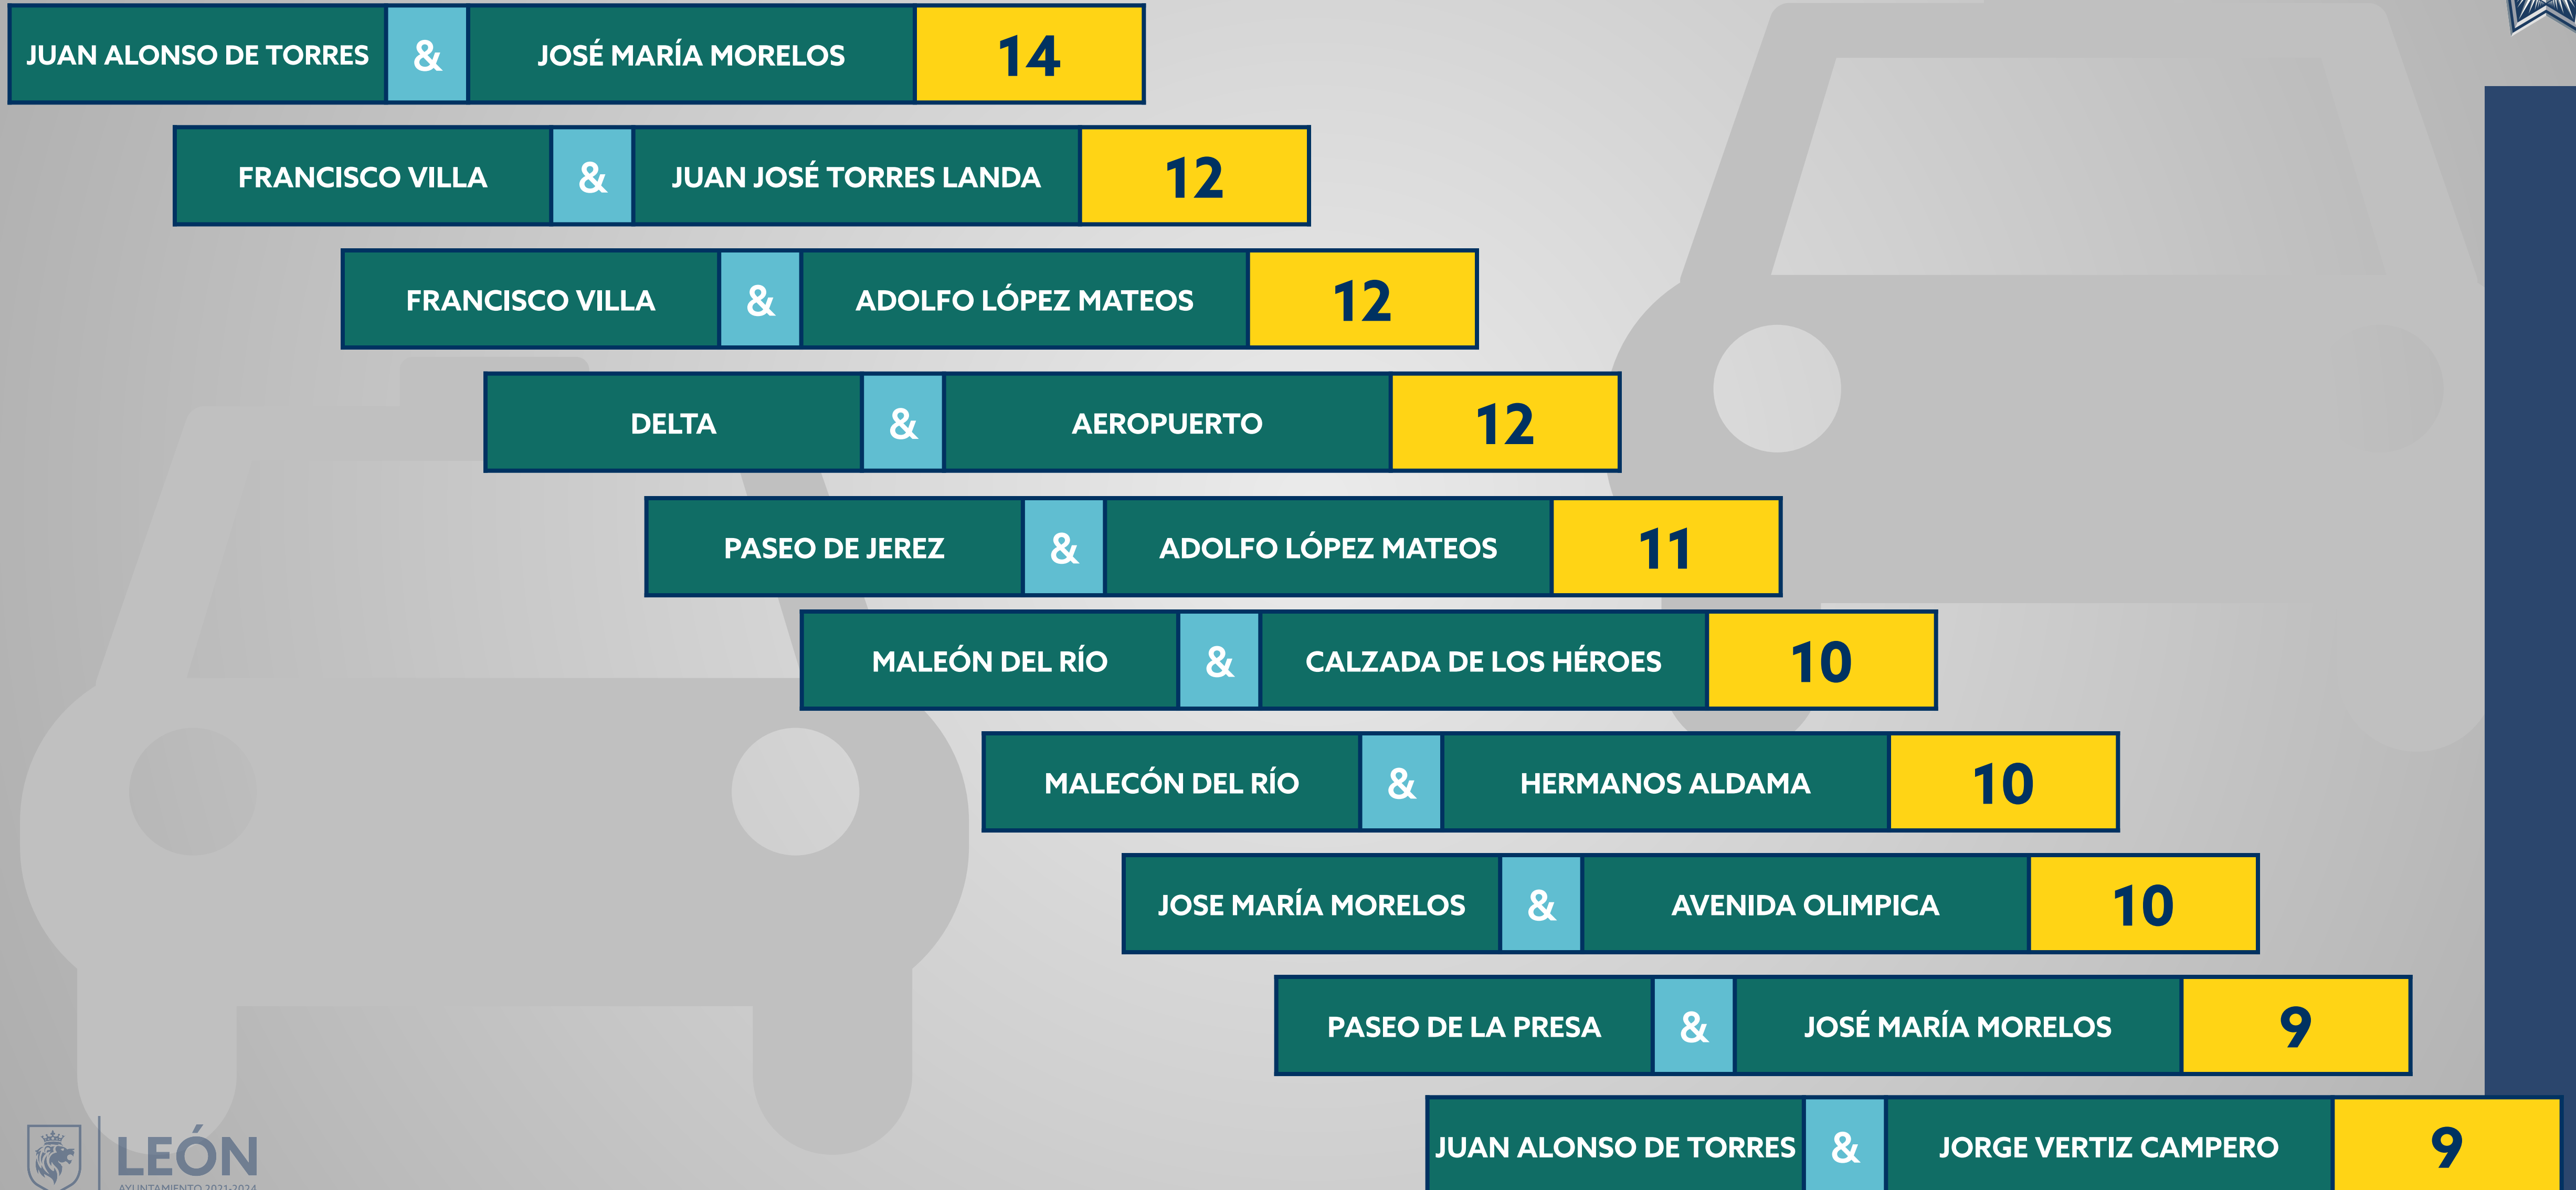 JUAN ALONSO DE TORRES & JOSÉ MARÍA MORELOS 14
FRANCISCO VILLA & JUAN JOSÉ TORRES LANDA 12
FRANCISCO VILLA & ADOLFO LÓPEZ MATEOS 12
DELTA & AEROPUERTO 12
PASEO DE JEREZ & ADOLFO LÓPEZ MATEOS 11
MALEÓN DEL RÍO & CALZADA DE LOS HÉROES 10
MALECÓN DEL RÍO & HERMANOS ALDAMA 10
JOSE MARÍA MORELOS & AVENIDA OLIMPICA 10
PASEO DE LA PRESA & JOSÉ MARÍA MORELOS 9
JUAN ALONSO DE TORRES & JORGE VERTIZ CAMPERO 9
LEÓN
AYUNTAMIENTO 2021-2024